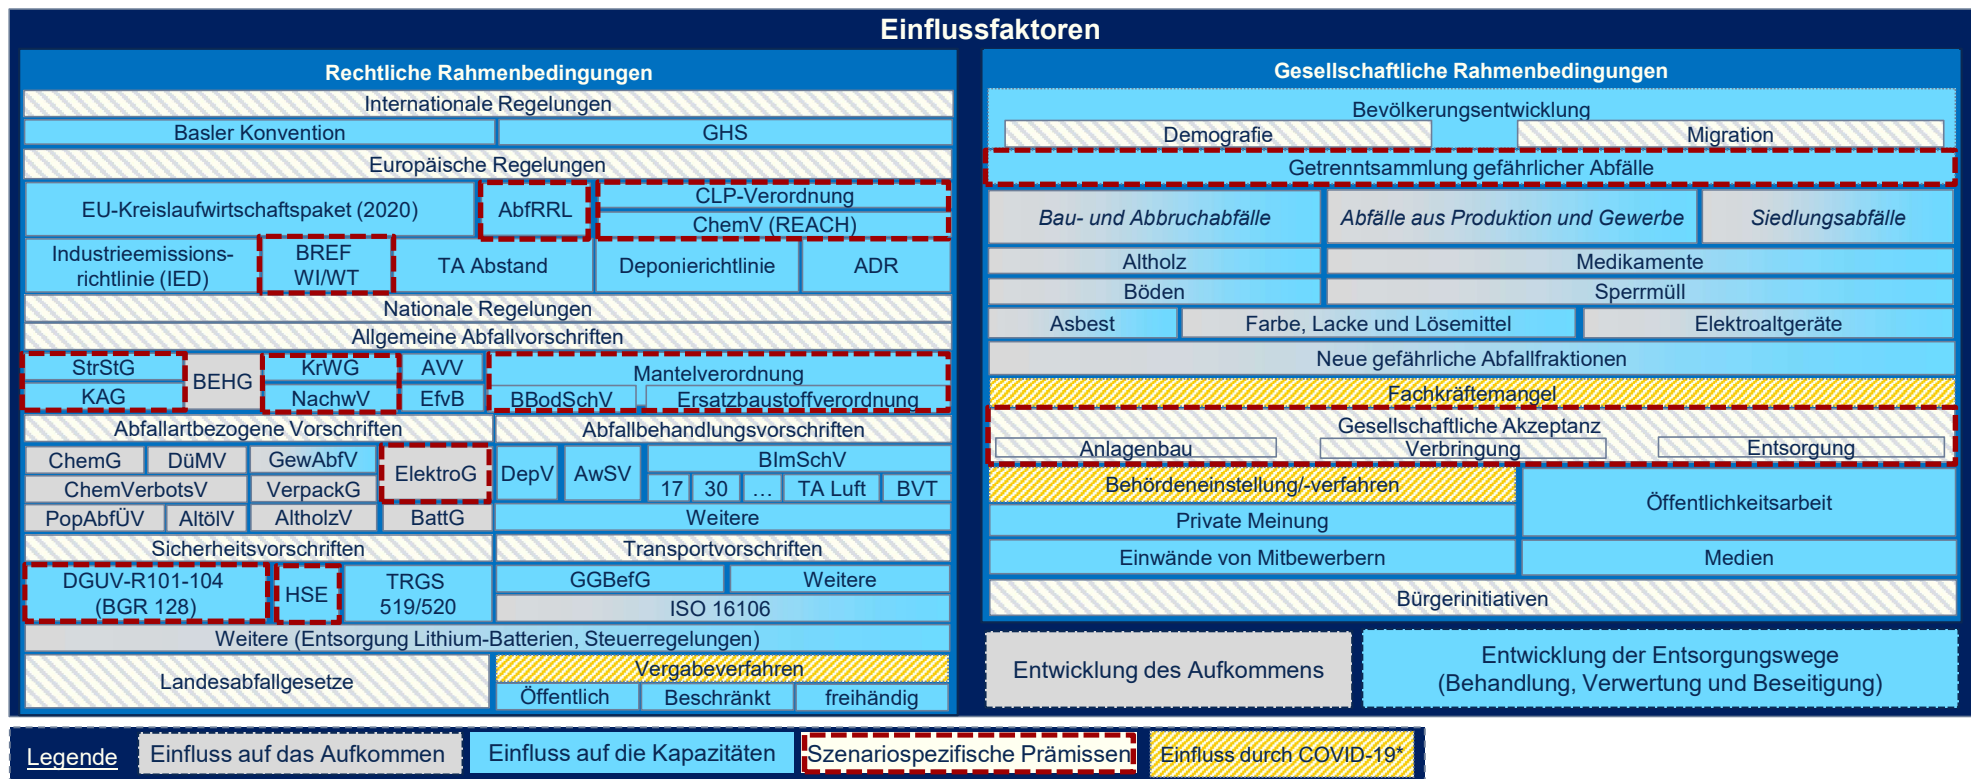 Einflussfaktoren
Rechtliche Rahmenbedingungen
Internationale Regelungen
Basler Konvention
GHS
Europäische Regelungen
EU-Kreislaufwirtschaftspaket (2020)
AbfRRL
CLP-Verordnung
ChemV (REACH)
Industrieemissions-
richtlinie (IED)
BREF
WI/WT
TA Abstand
Deponierichtlinie
ADR
Nationale Regelungen
Allgemeine Abfallvorschriften
StrStG
KAG
BEHG
KrWG
NachwV
AVV
EfvB
Mantelverordnung
BBodSchV
Ersatzbaustoffverordnung
Abfallartbezogene Vorschriften
ChemG
DüMV
GewAbfV
ElektroG
ChemVerbotsV
VerpackG
PopAbfÜV
AltölV
AltholzV
BattG
Abfallbehandlungsvorschriften
DepV
AwSV
BImSchV
17
30
...
TA Luft
BVT
Weitere
Sicherheitsvorschriften
DGUV-R101-104
(BGR 128)
HSE
TRGS
519/520
Transportvorschriften
GGBefG
Weitere
ISO 16106
Weitere (Entsorgung Lithium-Batterien, Steuerregelungen)
Landesabfallgesetze
Vergabeverfahren
Öffentlich
Beschränkt
freihändig
Gesellschaftliche Rahmenbedingungen
Bevölkerungsentwicklung
Demografie
Migration
Getrenntsammlung gefährlicher Abfälle
Bau- und Abbruchabfälle
Abfälle aus Produktion und Gewerbe
Siedlungsabfälle
Altholz
Medikamente
Böden
Sperrmüll
Asbest
Farbe, Lacke und Lösemittel
Elektroaltgeräte
Neue gefährliche Abfallfraktionen
Fachkräftemangel
Gesellschaftliche Akzeptanz
Anlagenbau
Verbringung
Entsorgung
Behördeneinstellung/-verfahren
Öffentlichkeitsarbeit
Private Meinung
Einwände von Mitbewerbern
Medien
Bürgerinitiativen
Entwicklung des Aufkommens
Entwicklung der Entsorgungswege
(Behandlung, Verwertung und Beseitigung)
Legende
Einfluss auf das Aufkommen
Einfluss auf die Kapazitäten
Szenariospezifische Prämissen
Einfluss durch COVID-19*